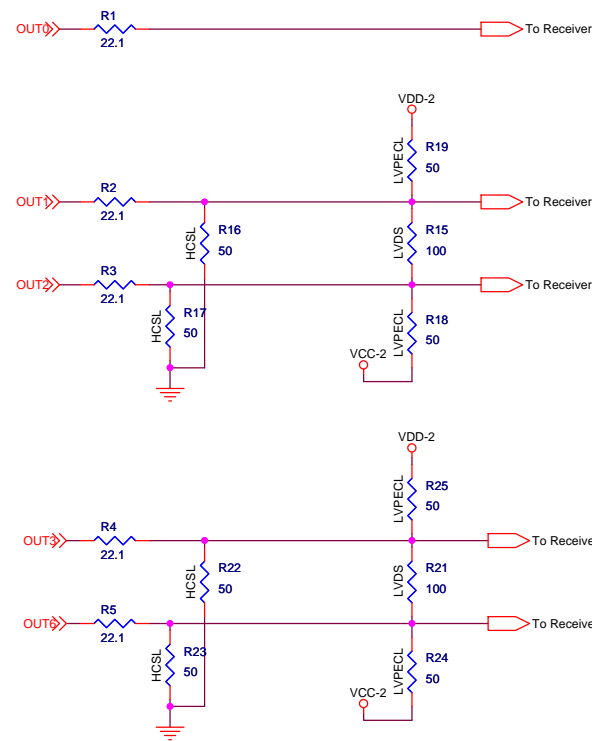 R1
OUT0
22.1
To Receiver
VDD-2
LVPECL
R19
50
R2
OUT1
22.1
To Receiver
HCSL
R16
50
LVDS
R15
100
R3
OUT2
22.1
To Receiver
HCSL
R17
50
LVPECL
R18
50
VCC-2
VDD-2
LVPECL
R25
50
R4
OUT3
22.1
To Receive
HCSL
R22
50
LVDS
R21
100
R5
OUT6
22.1
To Receive
HCSL
R23
50
LVPECL
R24
50
VCC-2